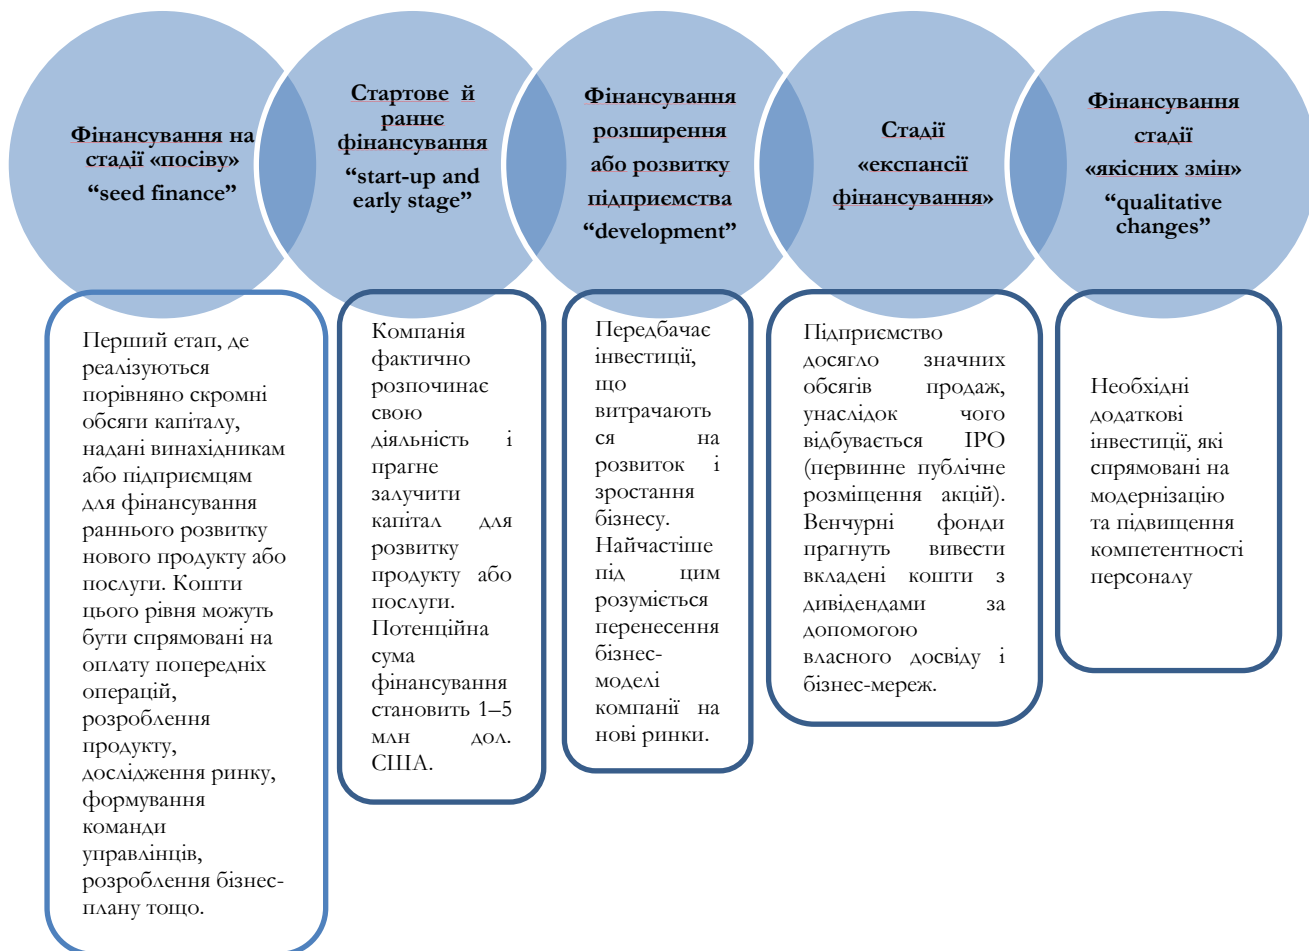 Фінансування на
стадії «посіву»
“seed finance”
Стартове й
раннє
фінансування
“start-up and
early stage”
Фінансування
розширення
або розвитку
підприємства
“development”
Стадії
«експансії
фінансування»
Фінансування
стадії
«якісних змін»
“qualitative
changes”
Перший етап, де
реалізуються
порівняно скромні
обсяги капіталу,
надані винахідникам
або підприємцям
для фінансування
раннього розвитку
нового продукту або
послуги. Кошти
цього рівня можуть
бути спрямовані на
оплату попередніх
операцій,
розроблення
продукту,
дослідження ринку,
формування
команди
управлінців,
розроблення бізнес-
плану тощо.
Компанія
фактично
розпочинає
свою
діяльність і
прагне
залучити
капітал для
розвитку
продукту або
послуги.
Потенційна
сума
фінансування
становить 1–5
млн дол.
США.
Передбачає
інвестиції,
що
витрачають
ся на
розвиток і
зростання
бізнесу.
Найчастіше
під цим
розуміється
перенесення
бізнес-
моделі
компанії на
нові ринки.
Підприємство
досягло значних
обсягів продаж,
унаслідок чого
відбувається IPO
(первинне публічне
розміщення акцій).
Венчурні фонди
прагнуть вивести
вкладені кошти з
дивідендами за
допомогою
власного досвіду і
бізнес-мереж.
Необхідні
додаткові
інвестиції, які
спрямовані на
модернізацію
та підвищення
компетентності
персоналу